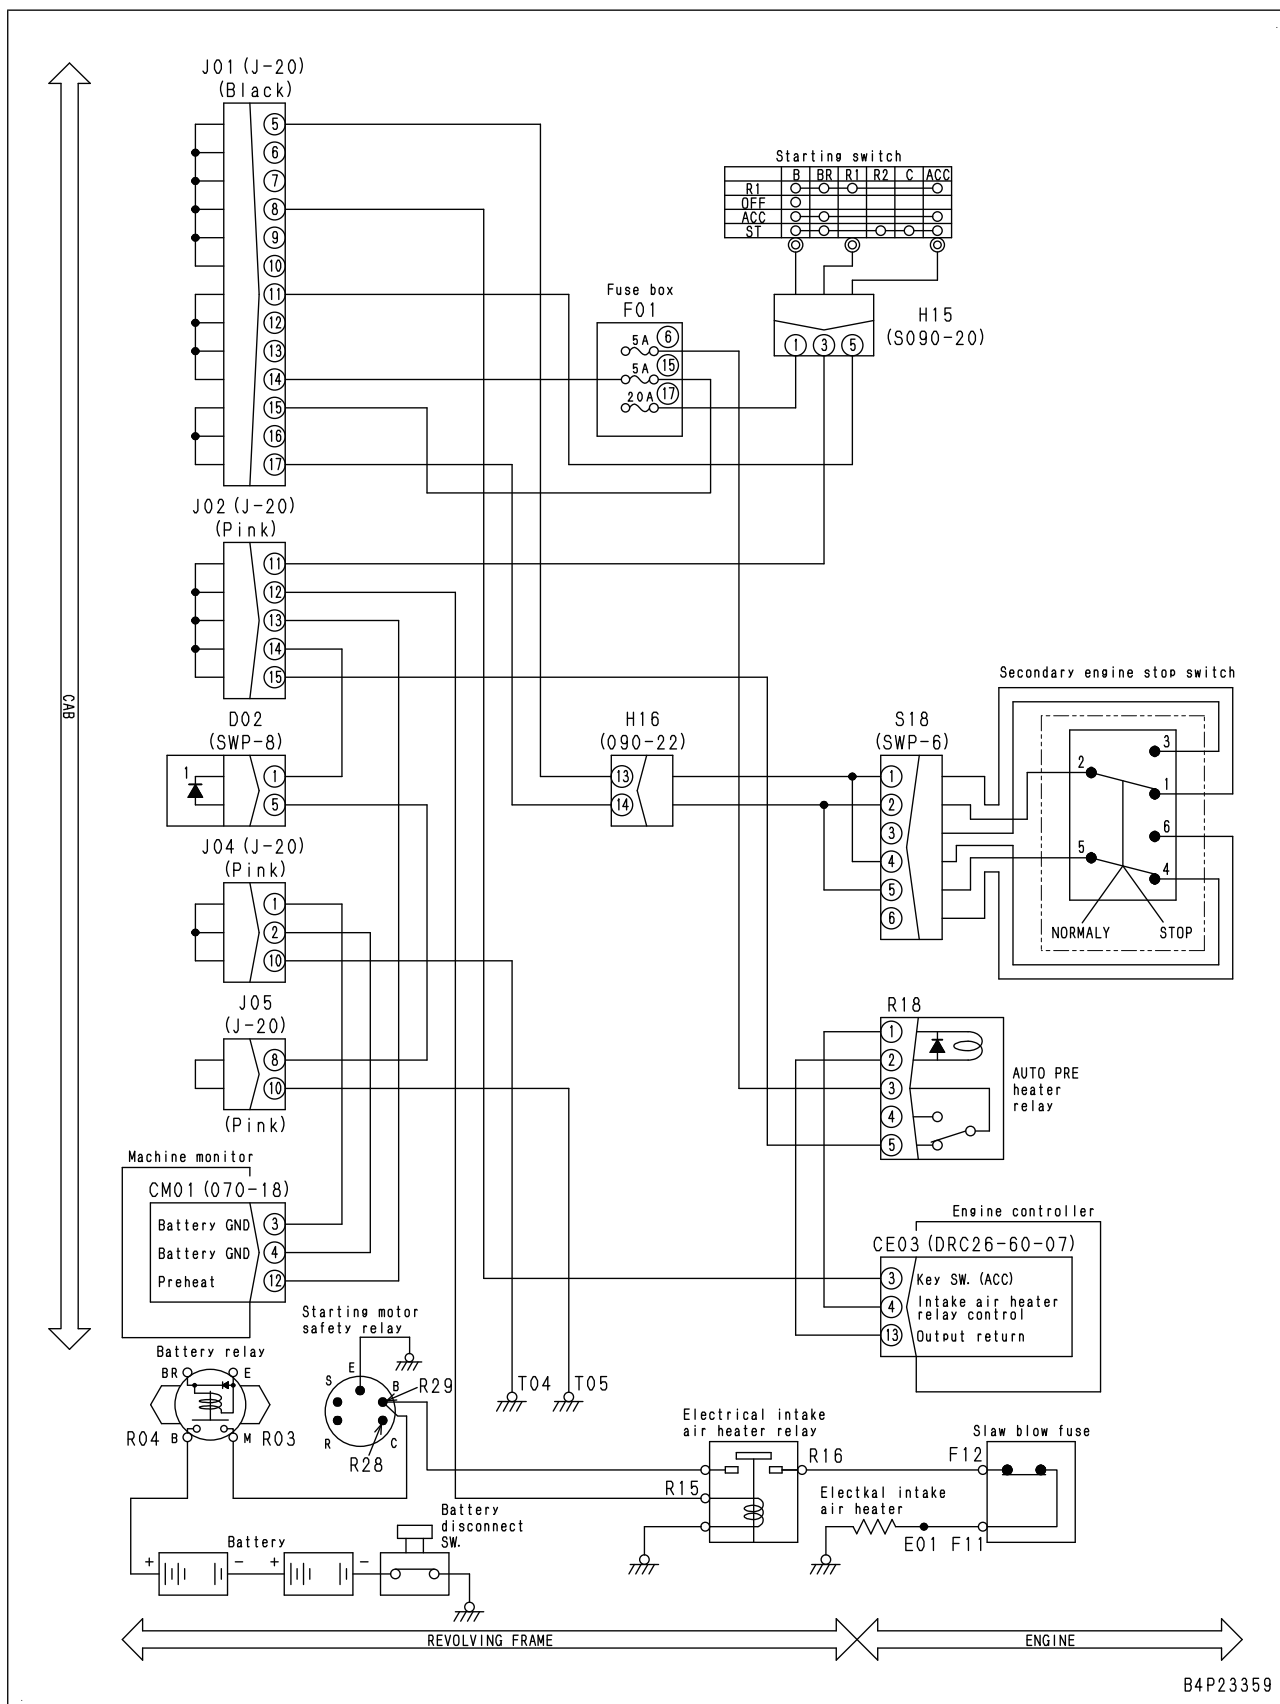 J01 (J-20)
(Black)
5
6
7
8
9
10
11
12
13
14
15
16
17
Starting switch
B BR R1 R2 C ACC
R1
OFF
ACC
ST
Fuse box
F01
5A 6
5A 15
20A 17
H15
(S090-20)
1 3 5
J02 (J-20)
(Pink)
11
12
13
14
15
CAB
D02
(SWP-8)
1 1
5
H16
(090-22)
13
14
S18
(SWP-6)
1
2
3
4
5
6
Secondary engine stop switch
3
2
1
6
5
4
NORMALY STOP
J04 (J-20)
(Pink)
1
2
10
J05
(J-20)
8
10
(Pink)
R18
1
2
3
4
5
AUTO PRE
heater
relay
Machine monitor
CM01 (070-18)
Battery GND 3
Battery GND 4
Preheat 12
Engine controller
CE03 (DRC26-60-07)
3 Key SW. (ACC)
4 Intake air heater
relay control
13 Output return
Battery relay
BR E
R04 B M R03
Starting motor
safety relay
E
S B R29
R C
R28
T04 T05
Electrical intake
air heater relay
R15 R16
Slaw blow fuse
F12
Electkal intake
air heater
E01 F11
Battery
disconnect
SW.
Battery
+ - + -
REVOLVING FRAME ENGINE
B4P23359